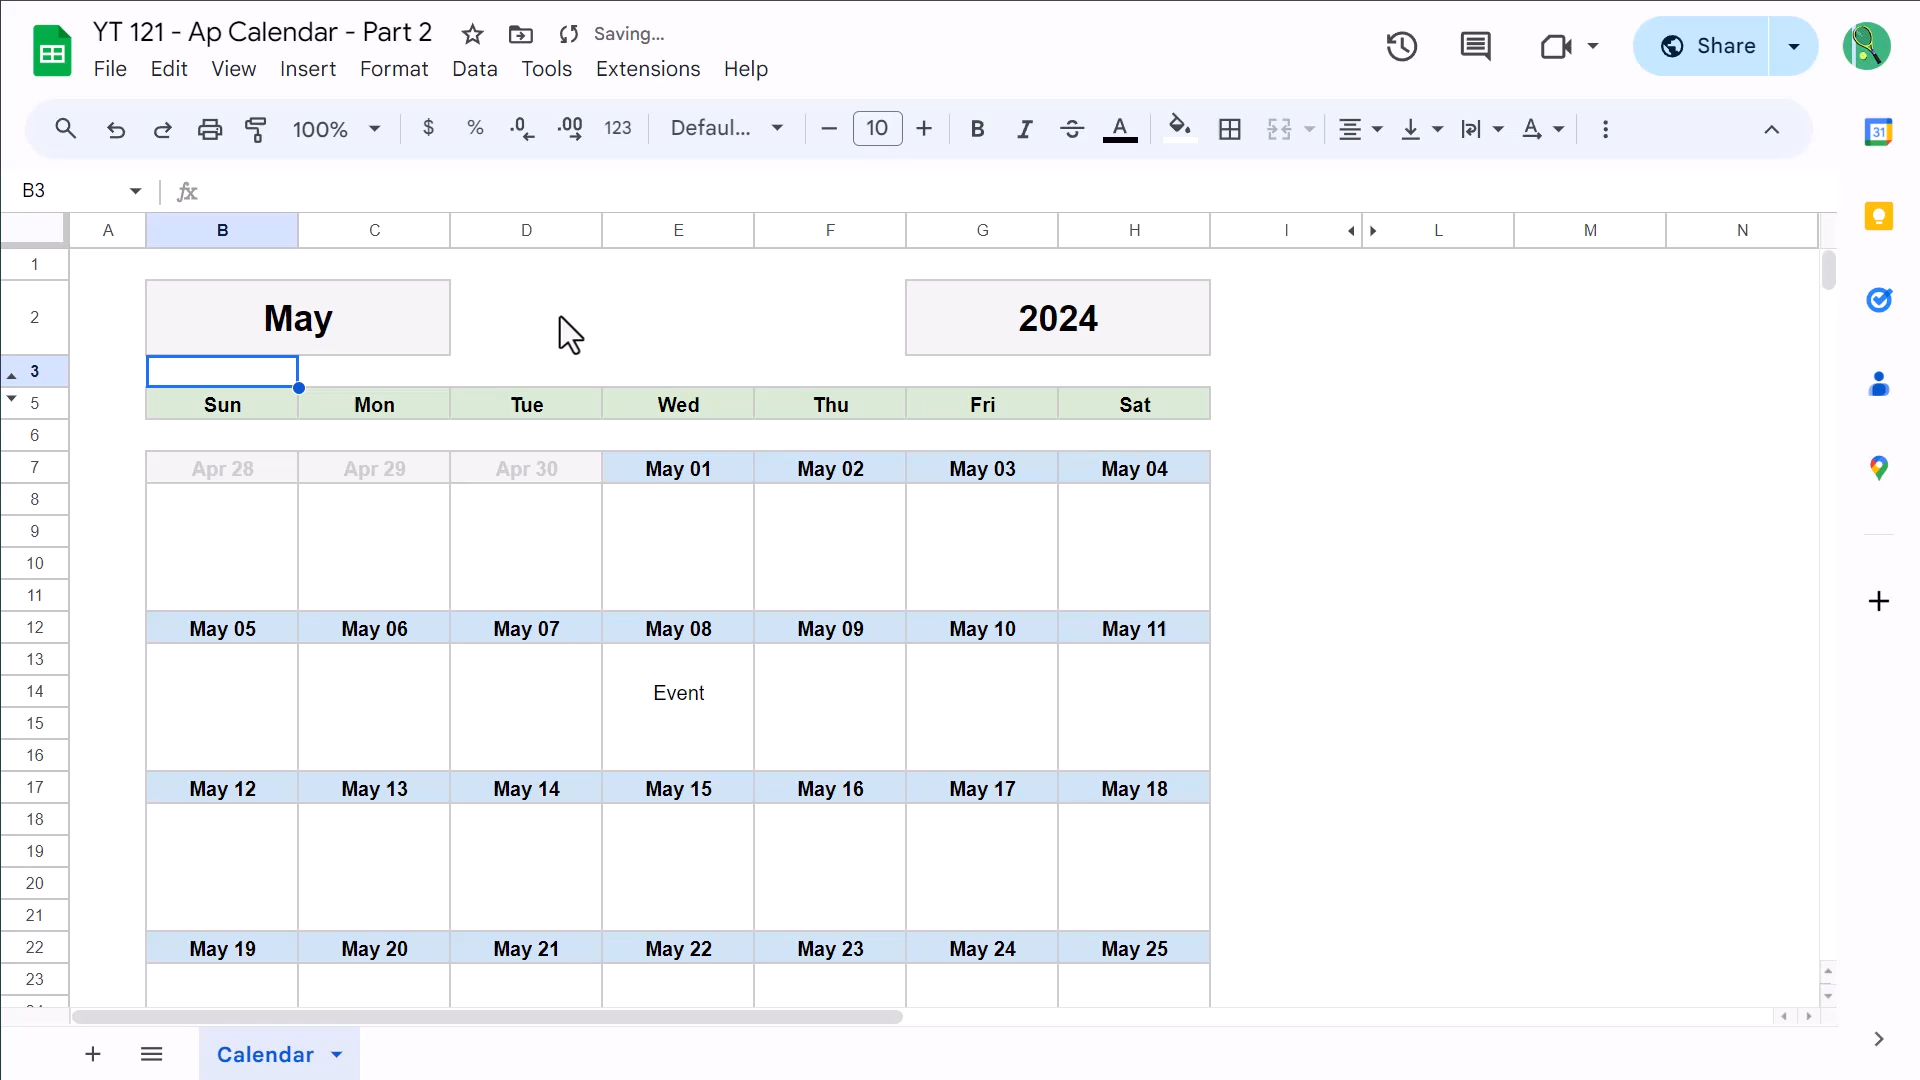 YT 121 - Ap Calendar - Part 2 Saving...
File Edit View Insert Format Data Tools Extensions Help
Share
100% $ % .0 .00 123 Defaul... 10 B I A A
31
B3 fx
A B C D E F G H I L M N
1
2 May 2024
3
5 Sun Mon Tue Wed Thu Fri Sat
6
7 Apr 28 Apr 29 Apr 30 May 01 May 02 May 03 May 04
8
9
10
11
12 May 05 May 06 May 07 May 08 May 09 May 10 May 11
13
14 Event
15
16
17 May 12 May 13 May 14 May 15 May 16 May 17 May 18
18
19
20
21
22 May 19 May 20 May 21 May 22 May 23 May 24 May 25
23
Calendar